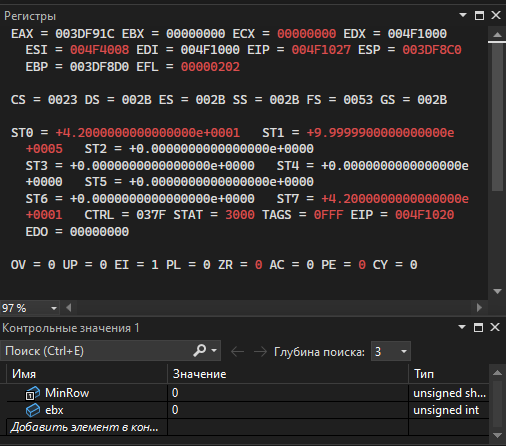 Регистры
EAX = 003DF91C EBX = 00000000 ECX = 00000000 EDX = 004F1000
ESI = 004F4008 EDI = 004F1000 EIP = 004F1027 ESP = 003DF8C0
EBP = 003DF8D0 EFL = 00000202
CS = 0023 DS = 002B ES = 002B SS = 002B FS = 0053 GS = 002B
ST0 = +4.2000000000000000e+0001 ST1 = +9.9999900000000000e
+0005 ST2 = +0.0000000000000000e+0000
ST3 = +0.0000000000000000e+0000 ST4 = +0.0000000000000000e
+0000 ST5 = +0.0000000000000000e+0000
ST6 = +0.0000000000000000e+0000 ST7 = +4.2000000000000000e
+0001 CTRL = 037F STAT = 3000 TAGS = 0FFF EIP = 004F1020
EDO = 00000000
OV = 0 UP = 0 EI = 1 PL = 0 ZR = 0 AC = 0 PE = 0 CY = 0
97 %
Контрольные значения 1
Поиск (Ctrl+E) Глубина поиска: 3
Имя Значение Тип
MinRow 0 unsigned sh...
ebx 0 unsigned int
Добавить элемент в кон...